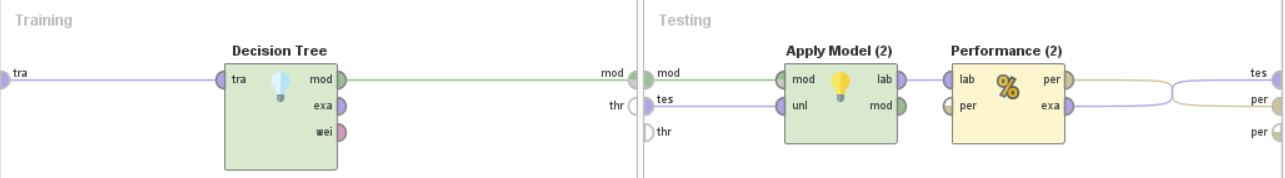 Training
Testing
Decision Tree
Apply Model (2)
Performance (2)
tra
tra
mod
mod
mod
mod
lab
lab
per
tes
exa
thr
tes
unl
mod
per
exa
per
wei
thr
per